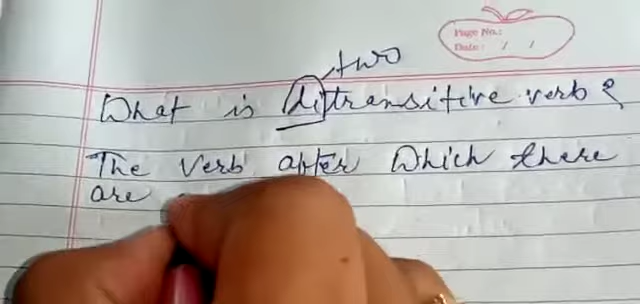 Page No.:
Date: / /
two
What is ditransitive verb?
The verb after which there
are